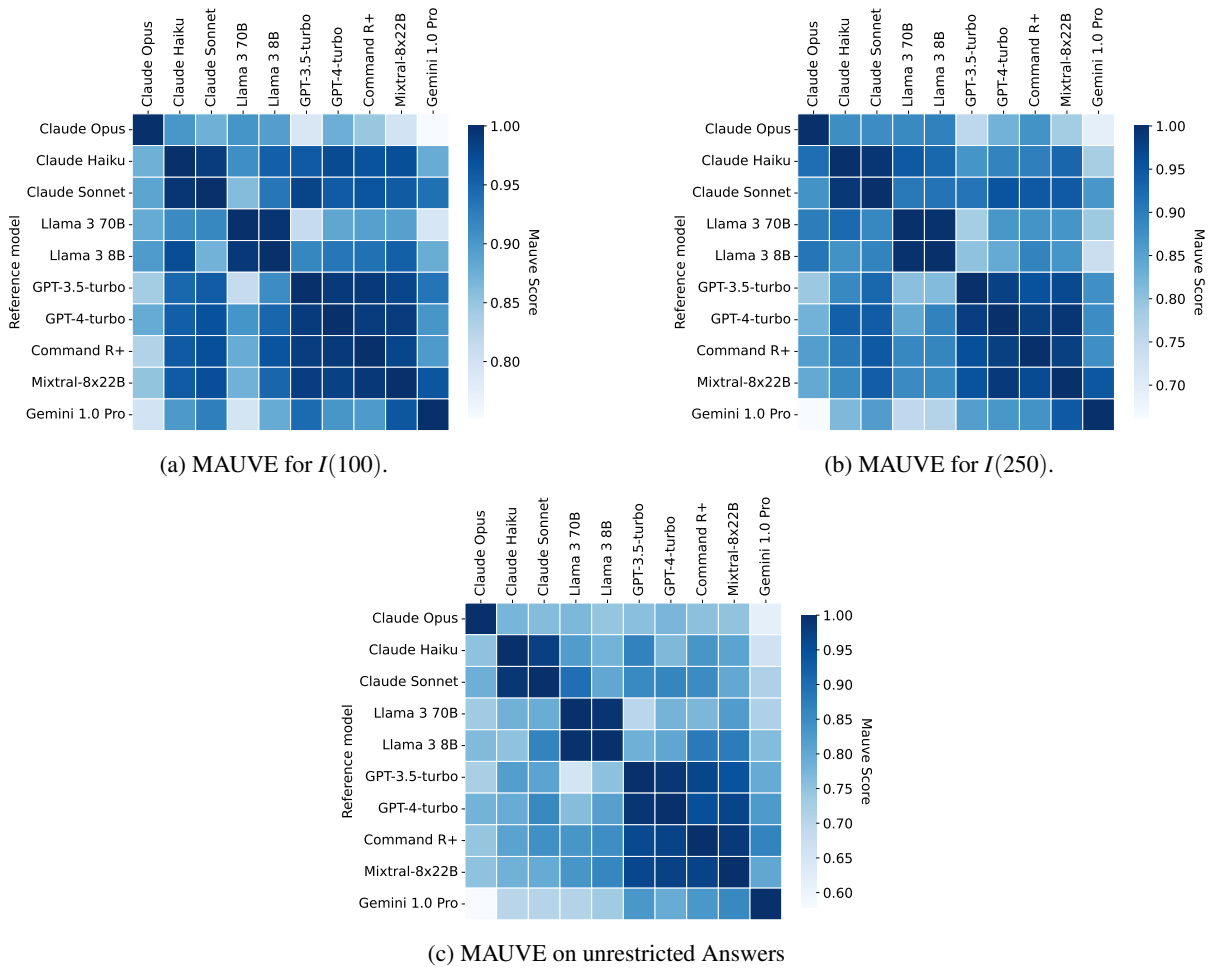 Claude Opus
Claude Haiku
Claude Sonnet
Llama 3 70B
Llama 3 8B
GPT-3.5-turbo
GPT-4-turbo
Command R+
Mixtral-8x22B
Gemini 1.0 Pro
Reference model
Claude Opus
Claude Haiku
Claude Sonnet
Llama 3 70B
Llama 3 8B
GPT-3.5-turbo
GPT-4-turbo
Command R+
Mixtral-8x22B
Gemini 1.0 Pro
1.00
0.95
0.90
0.85
0.80
Mauve Score
(a) MAUVE for I(100).
Claude Opus
Claude Haiku
Claude Sonnet
Llama 3 70B
Llama 3 8B
GPT-3.5-turbo
GPT-4-turbo
Command R+
Mixtral-8x22B
Gemini 1.0 Pro
Reference model
Claude Opus
Claude Haiku
Claude Sonnet
Llama 3 70B
Llama 3 8B
GPT-3.5-turbo
GPT-4-turbo
Command R+
Mixtral-8x22B
Gemini 1.0 Pro
1.00
0.95
0.90
0.85
0.80
0.75
0.70
Mauve Score
(b) MAUVE for I(250).
Claude Opus
Claude Haiku
Claude Sonnet
Llama 3 70B
Llama 3 8B
GPT-3.5-turbo
GPT-4-turbo
Command R+
Mixtral-8x22B
Gemini 1.0 Pro
Reference model
Claude Opus
Claude Haiku
Claude Sonnet
Llama 3 70B
Llama 3 8B
GPT-3.5-turbo
GPT-4-turbo
Command R+
Mixtral-8x22B
Gemini 1.0 Pro
1.00
0.95
0.90
0.85
0.80
0.75
0.70
0.65
0.60
Mauve Score
(c) MAUVE on unrestricted Answers